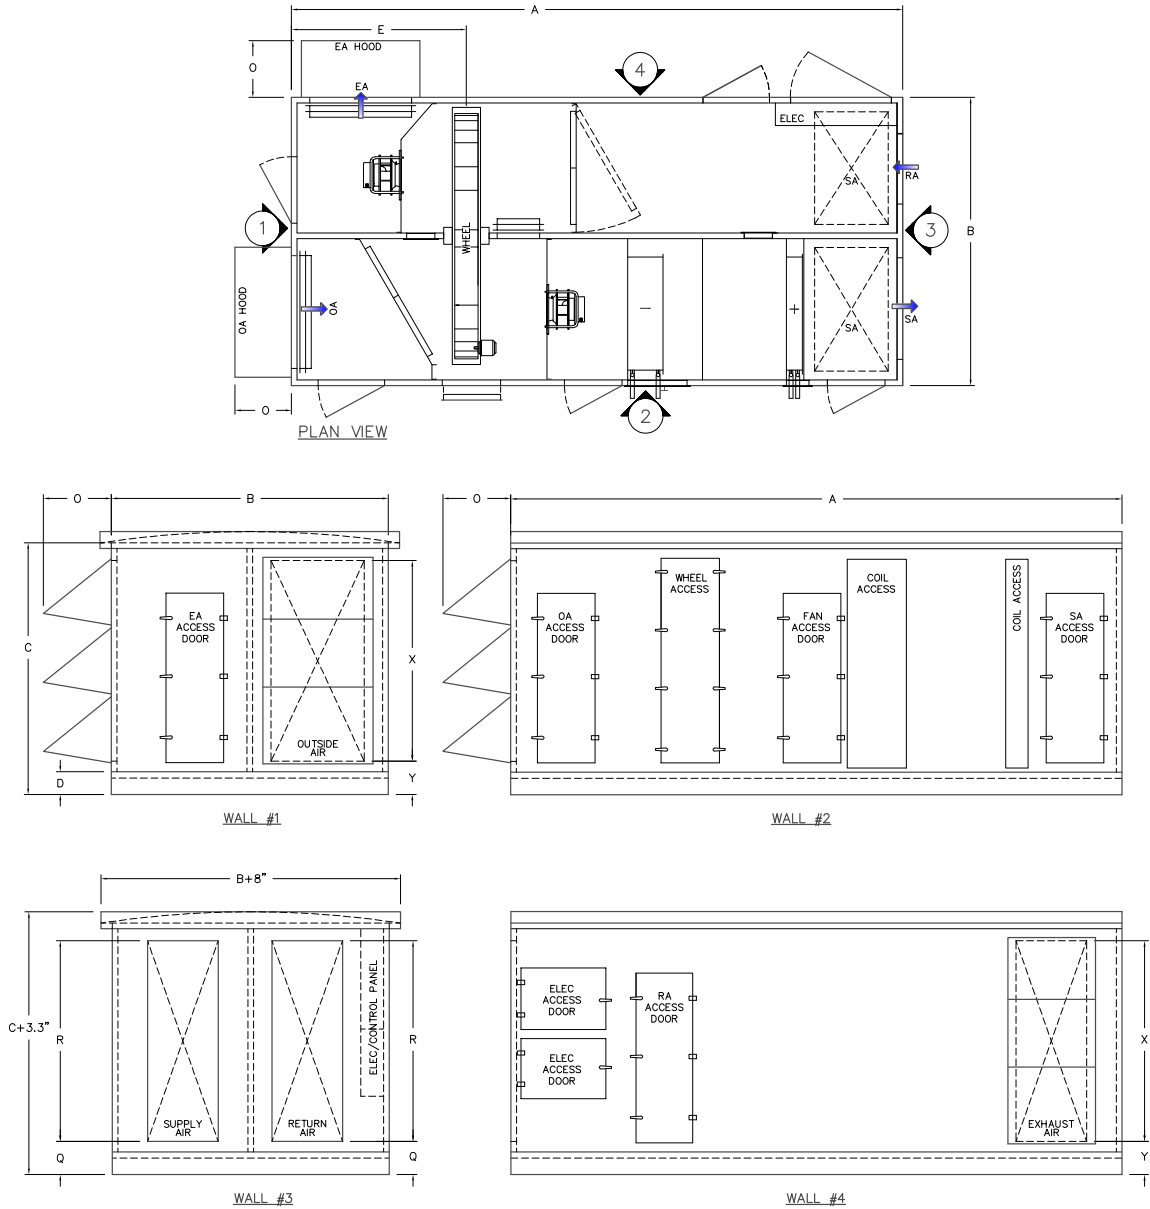 A
E
EA HOOD
O
EA
4
ELEC
SA
RA
1
WHEEL
3
B
OA HOOD
OA
−
+
SA
SA
O
2
PLAN VIEW
O
B
O
A
C
EA
ACCESS
DOOR
X
OUTSIDE
AIR
D
Y
WALL #1
OA
ACCESS
DOOR
WHEEL
ACCESS
FAN
ACCESS
DOOR
COIL
ACCESS
COIL ACCESS
SA
ACCESS
DOOR
WALL #2
B+8"
C+3.3"
R
ELEC/CONTROL PANEL
R
SUPPLY
AIR
RETURN
AIR
Q
Q
WALL #3
ELEC
ACCESS
DOOR
ELEC
ACCESS
DOOR
RA
ACCESS
DOOR
X
EXHAUST
AIR
Y
WALL #4